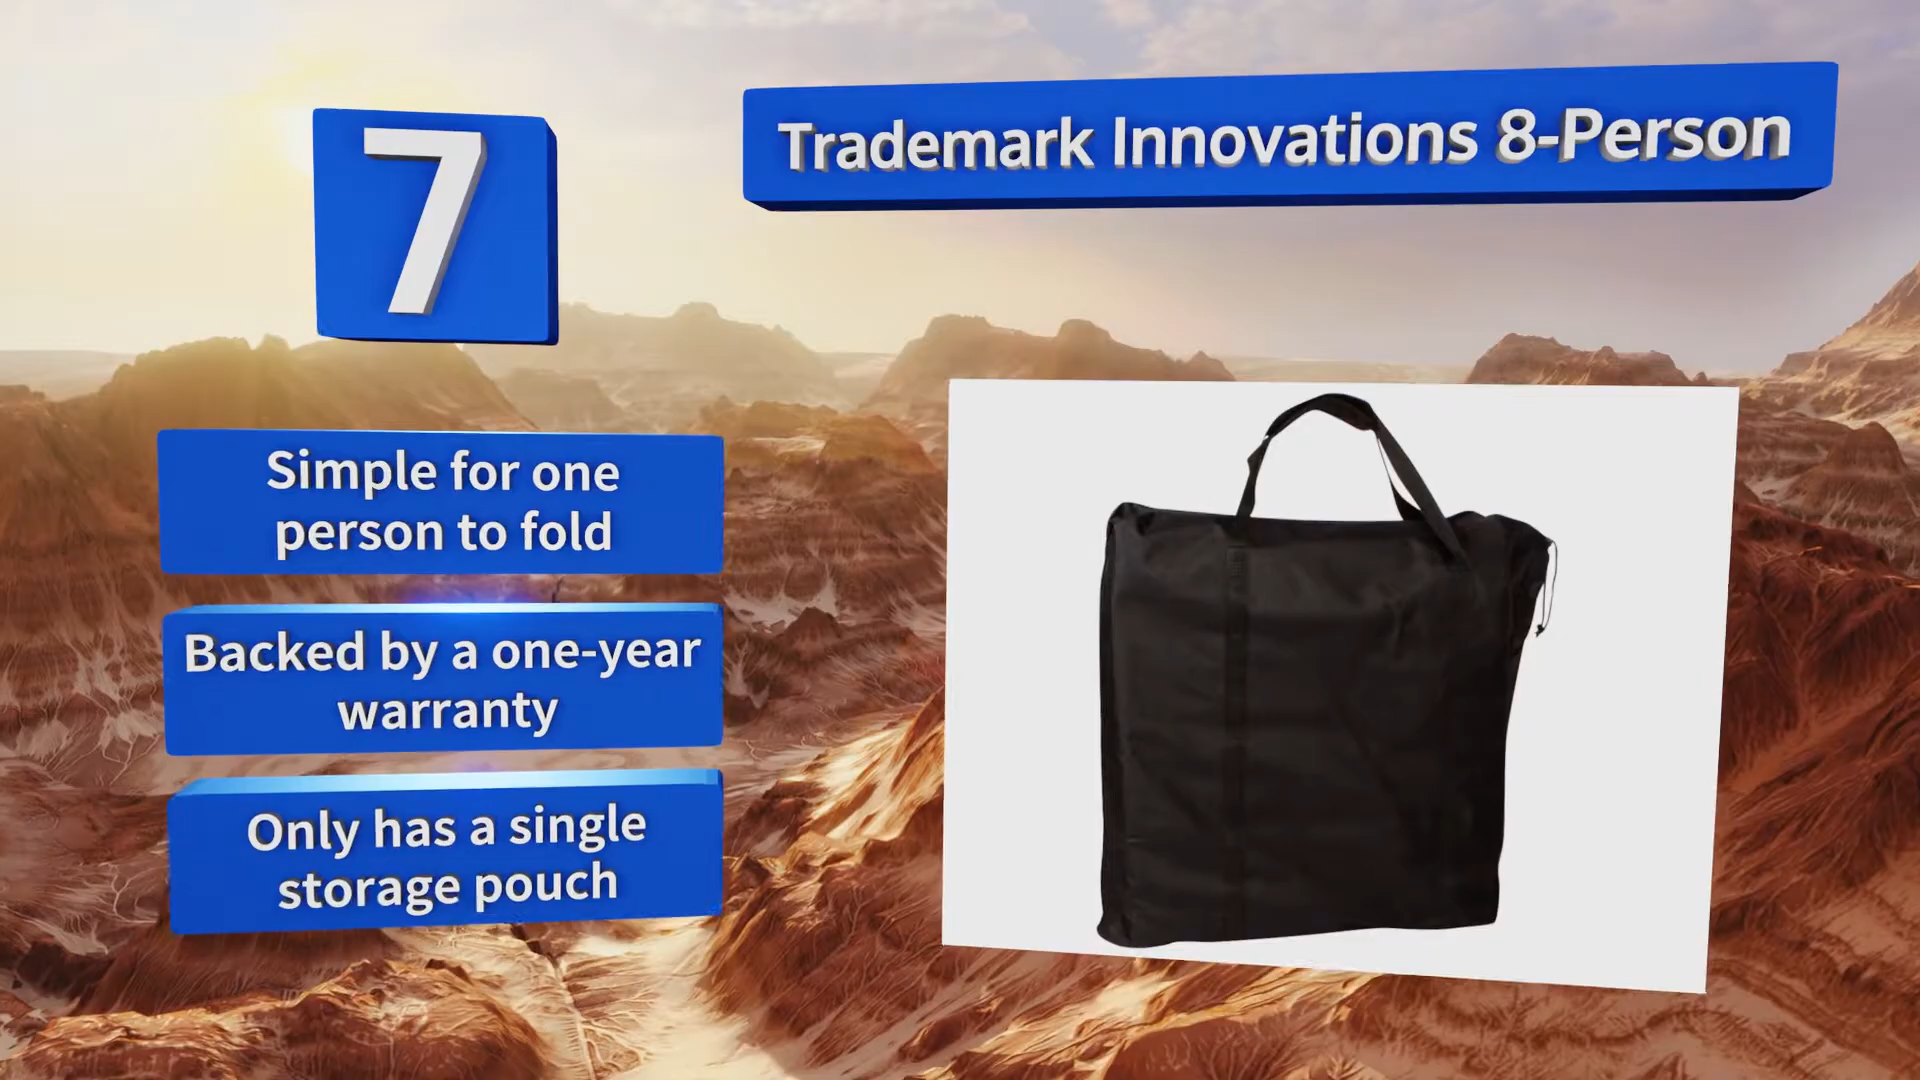 7
Trademark Innovations 8-Person
Simple for one
person to fold
Backed by a one-year
warranty
Only has a single
storage pouch